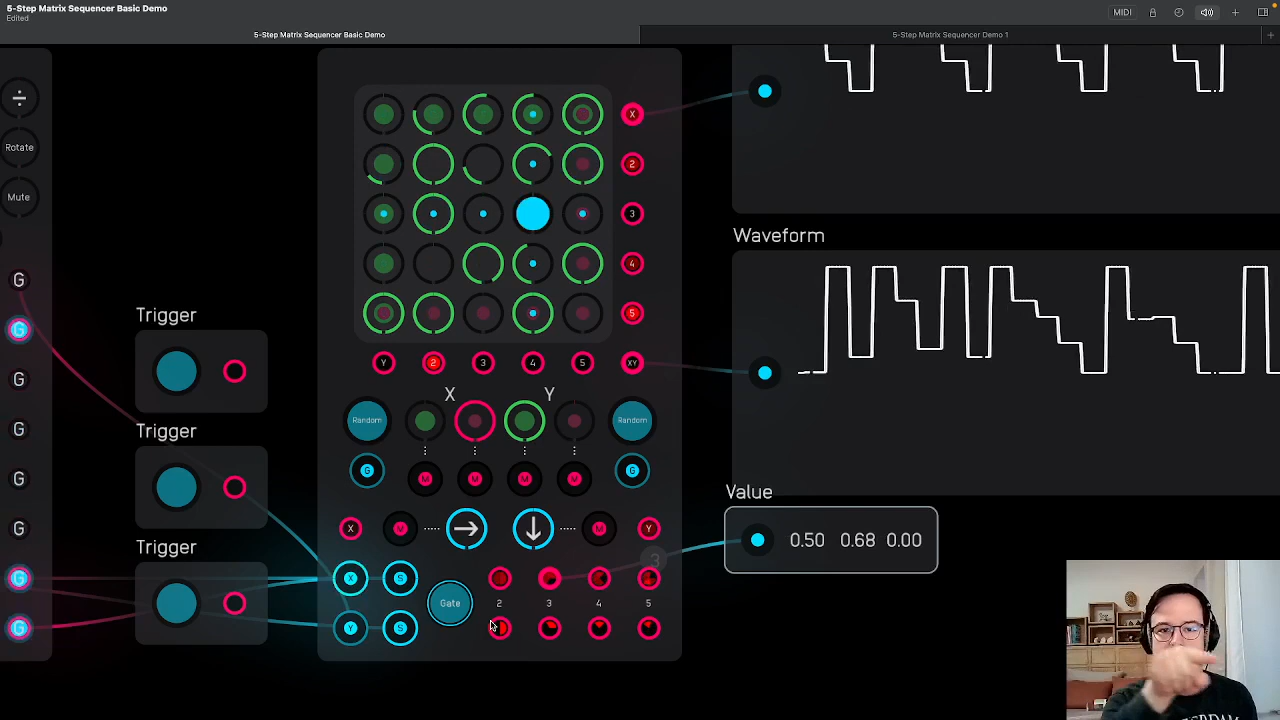 5-Step Matrix Sequencer Basic Demo
Edited
MIDI
5-Step Matrix Sequencer Basic Demo
5-Step Matrix Sequencer Demo 1
÷
Rotate
Mute
G
G
G
G
G
G
G
G
Trigger
Trigger
Trigger
X
2
3
4
5
Y 2 3 4 5 XY
X Y
Random Random
G M M M M G
X M → ↓ M Y
X S
Gate 2 3 4 5
Y S
3
Waveform
Value
0.50 0.68 0.00